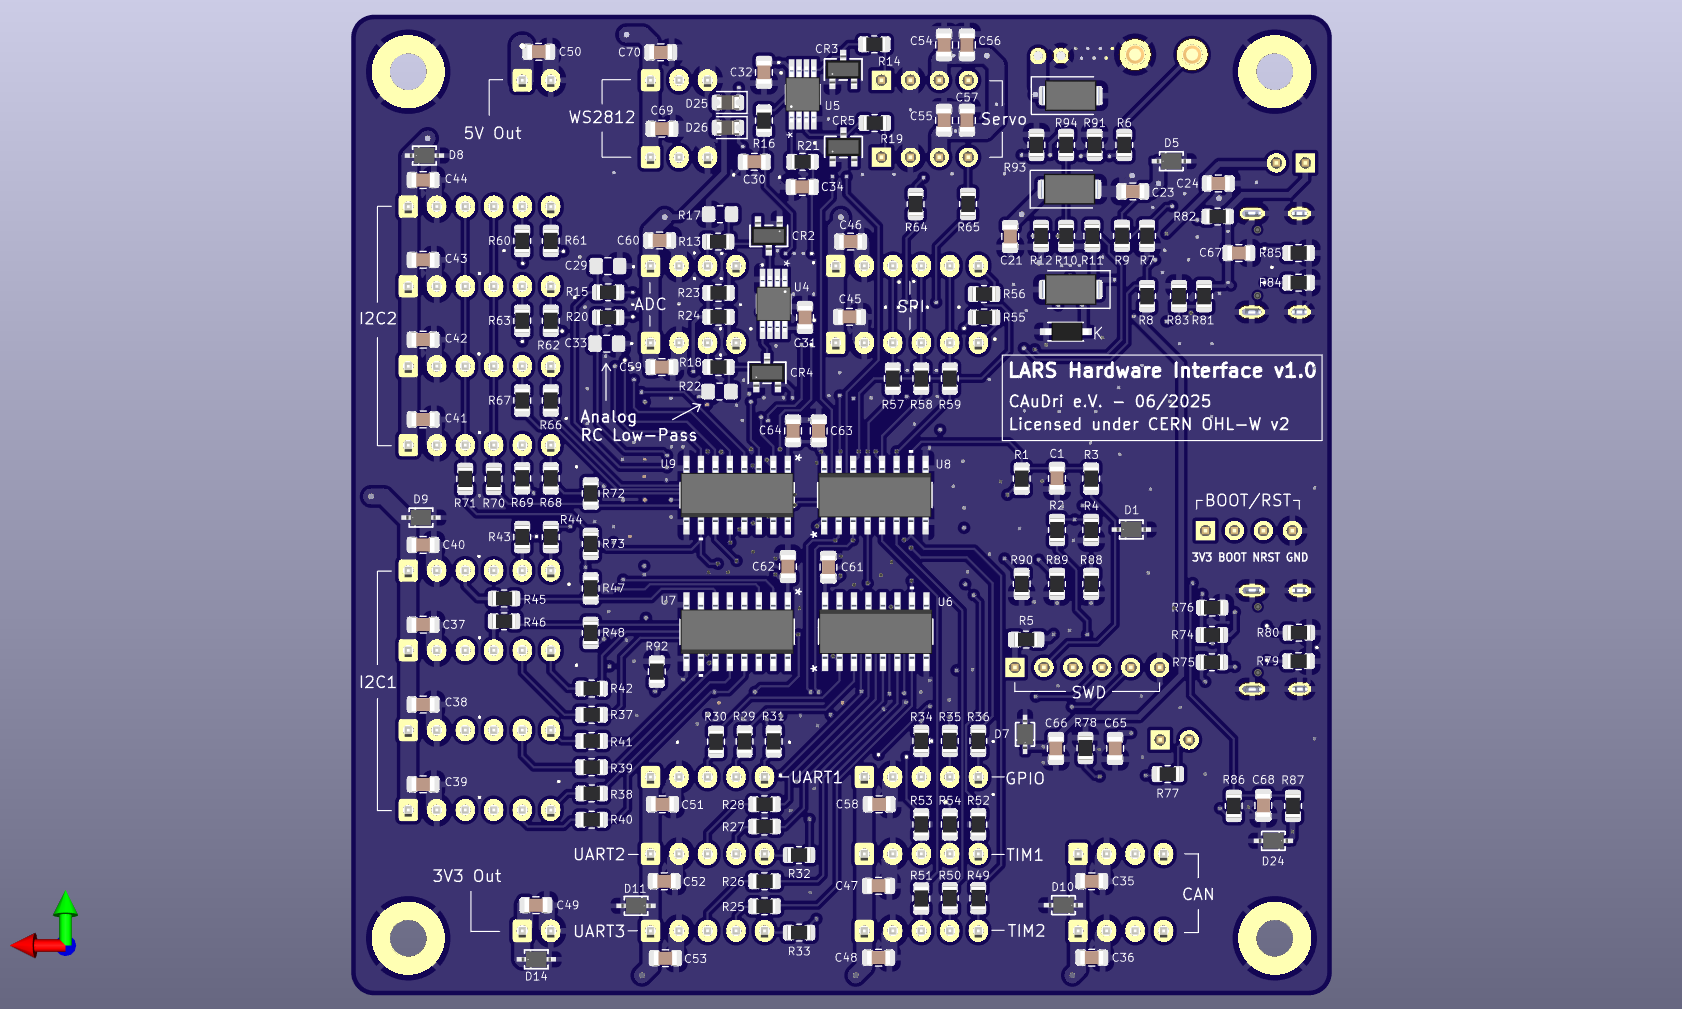 C50
C70
CR3
R14
C54
C56
C32
5V Out
WS2812
D25
D26
C69
U5
CR5
R19
C57
C55
Servo
R94
R91
R6
D5
R93
D8
C44
R16
R21
C30
C34
C23
C24
R82
R64
R65
R60
R61
C60
R17
R13
CR2
C46
C21
R12
R10
R11
R9
R7
C67
R85
R84
C43
C29
R15
R20
ADC
R23
R24
U4
SPI
R56
R55
R8
R83
R81
I2C2
R63
R62
C33
C31
C45
K
C42
C59
R18
CR4
R22
R57
R58
R59
LARS Hardware Interface v1.0
CAuDri e.V. - 06/2025
Licensed under CERN OHL-W v2
R67
R66
C41
Analog
RC Low-Pass
C64
C63
U9
U8
R1
C1
R3
R71
R70
R69
R68
R72
D9
R44
R43
R73
C40
R2
R4
D1
BOOT/RST
3V3 BOOT NRST GND
C62
C61
R90
R89
R88
R47
U7
U6
R45
R46
R48
C37
R92
R5
R76
R74
R75
R80
R79
I2C1
SWD
R42
R37
R41
R39
R38
R40
C38
C39
R30
R29
R31
R34
R35
R36
D7
C66
R78
C65
UART1
GPIO
R77
R86
C68
R87
C51
R28
R27
C58
R53
R54
R52
D24
UART2
R32
TIM1
3V3 Out
C52
R26
R25
C47
R51
R50
R49
D10
C35
CAN
D11
C49
UART3
R33
TIM2
C53
C48
C36
D14